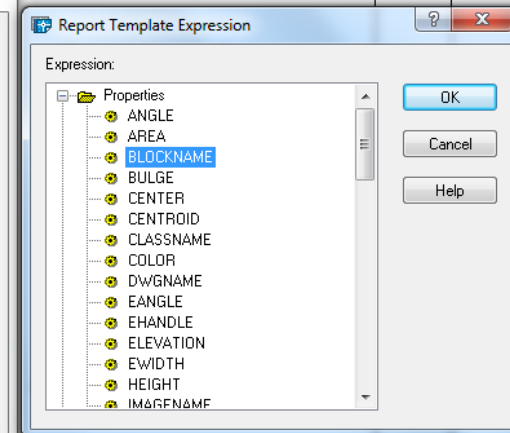 Report Template Expression
Expression:
Properties
ANGLE
AREA
BLOCKNAME
BULGE
CENTER
CENTROID
CLASSNAME
COLOR
DWGNAME
EANGLE
EHANDLE
ELEVATION
EWIDTH
HEIGHT
IMAGENAME
OK
Cancel
Help